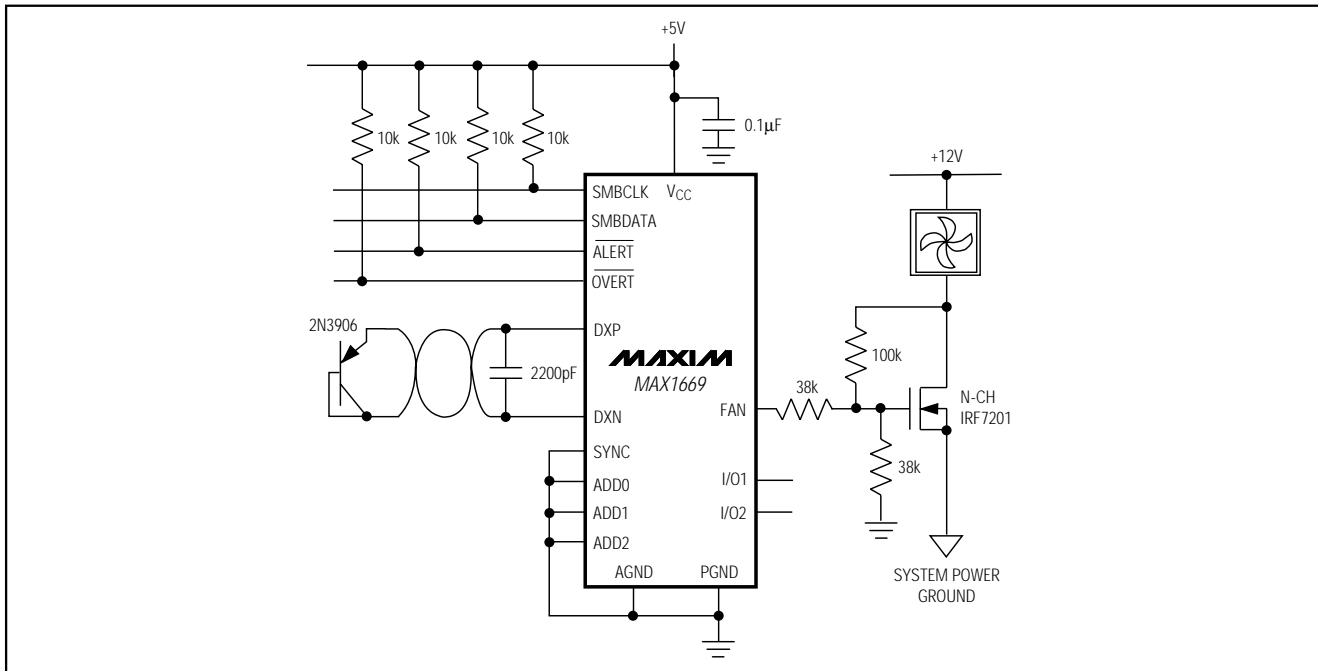 +5V
10k
10k
10k
10k
0.1µF
+12V
SMBCLK
VCC
SMBDATA
ALERT
OVERT
2N3906
DXP
2200pF
MAXIM
MAX1669
100k
38k
N-CH
IRF7201
FAN
DXN
38k
SYNC
ADD0
I/O1
ADD1
I/O2
ADD2
AGND
PGND
SYSTEM POWER
GROUND